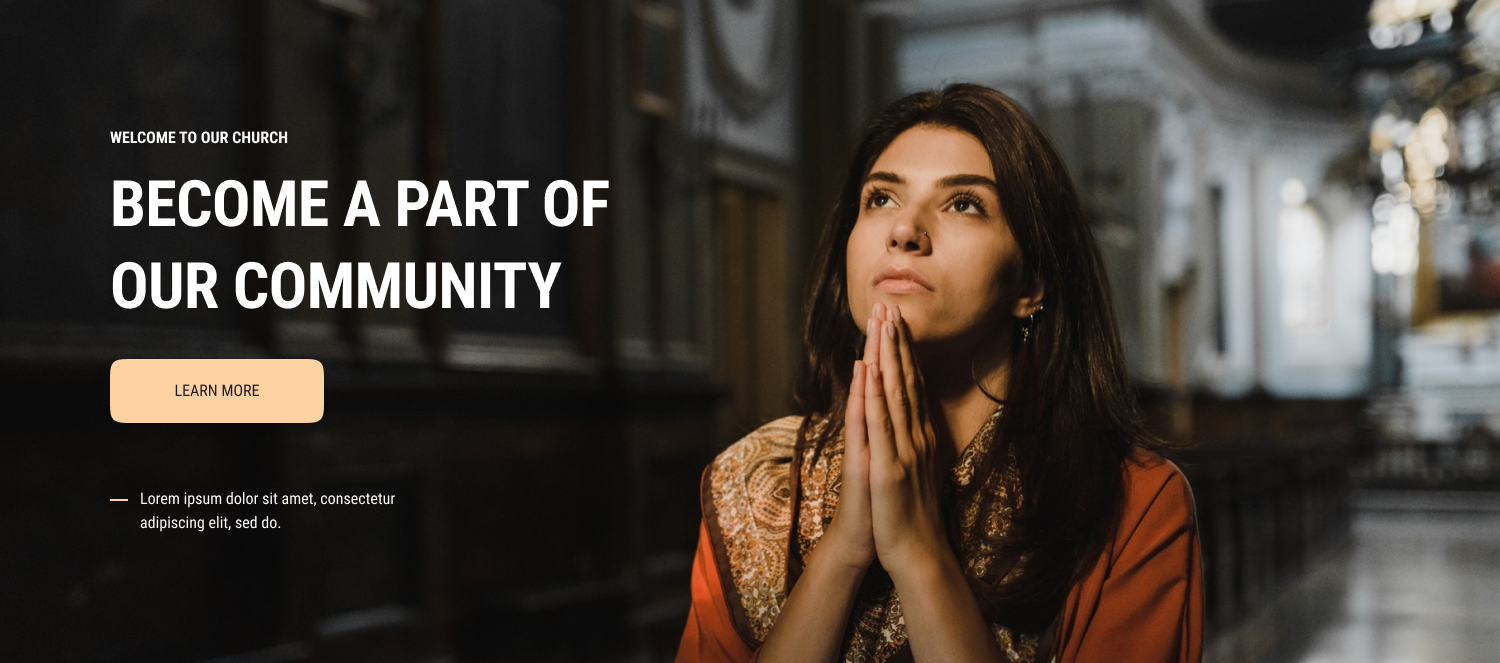 WELCOME TO OUR CHURCH
BECOME A PART OF
OUR COMMUNITY
LEARN MORE
Lorem ipsum dolor sit amet, consectetur
adipiscing elit, sed do.